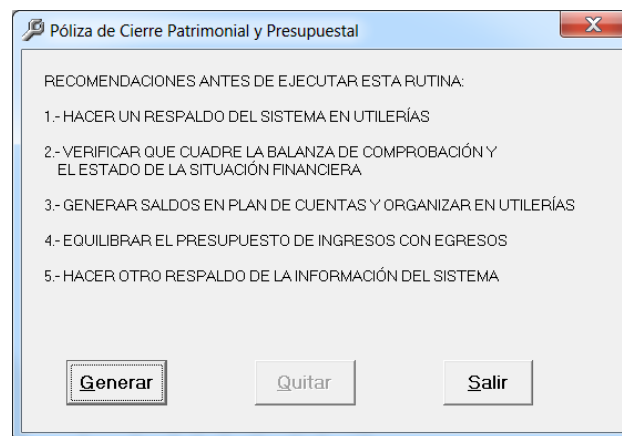 Póliza de Cierre Patrimonial y Presupuestal
X
RECOMENDACIONES ANTES DE EJECUTAR ESTA RUTINA:
1.- HACER UN RESPALDO DEL SISTEMA EN UTILERÍAS
2.- VERIFICAR QUE CUADRE LA BALANZA DE COMPROBACIÓN Y
EL ESTADO DE LA SITUACIÓN FINANCIERA
3.- GENERAR SALDOS EN PLAN DE CUENTAS Y ORGANIZAR EN UTILERÍAS
4.- EQUILIBRAR EL PRESUPUESTO DE INGRESOS CON EGRESOS
5.- HACER OTRO RESPALDO DE LA INFORMACIÓN DEL SISTEMA
Generar Quitar Salir